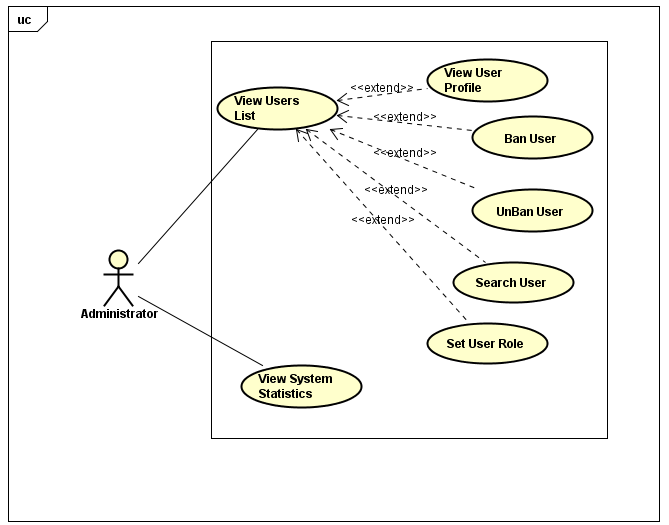 uc
View User
Profile
<<extend>>
View Users
List
<<extend>>
Ban User
<<extend>>
<<extend>>
UnBan User
<<extend>>
Search User
Administrator
Set User Role
View System
Statistics